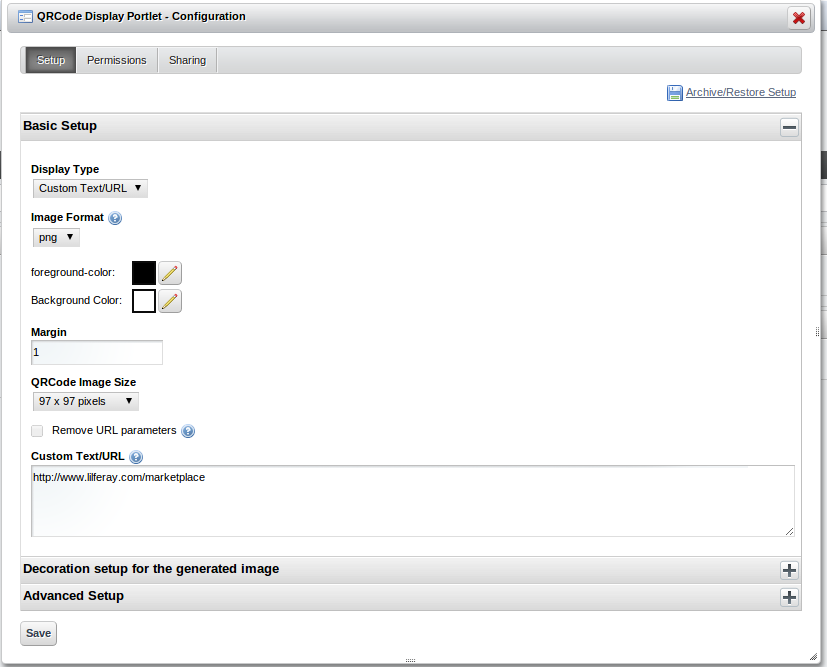 QRCode Display Portlet - Configuration
Setup Permissions Sharing
Archive/Restore Setup
Basic Setup
Display Type
Custom Text/URL
Image Format
png
foreground-color:
Background Color:
Margin
1
QRCode Image Size
97 x 97 pixels
Remove URL parameters
Custom Text/URL
http://www.lilferay.com/marketplace
Decoration setup for the generated image
Advanced Setup
Save